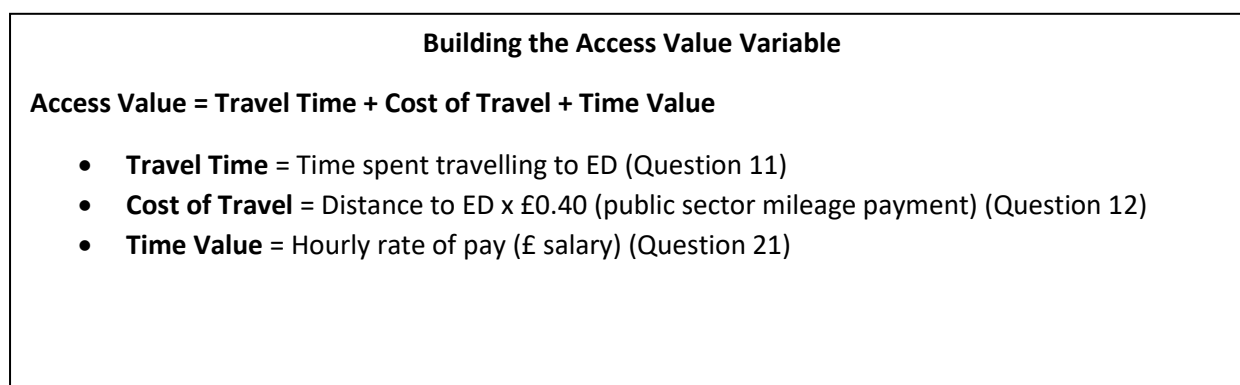 Building the Access Value Variable
Access Value = Travel Time + Cost of Travel + Time Value
• Travel Time = Time spent travelling to ED (Question 11)
• Cost of Travel = Distance to ED x £0.40 (public sector mileage payment) (Question 12)
• Time Value = Hourly rate of pay (£ salary) (Question 21)